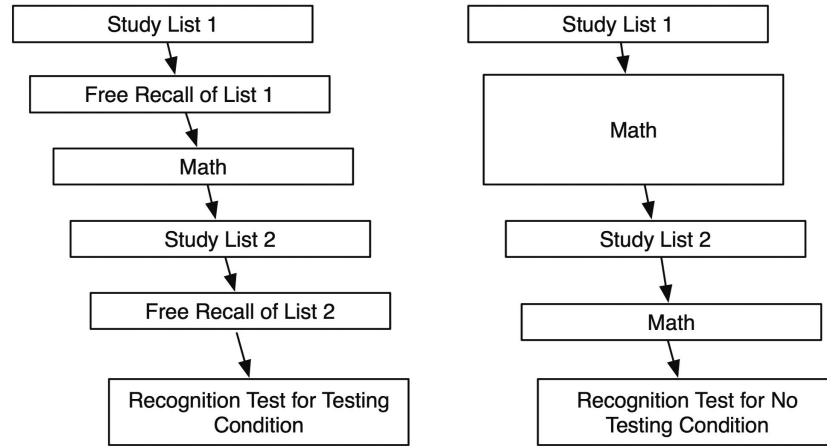 Study List 1
Free Recall of List 1
Math
Study List 2
Free Recall of List 2
Recognition Test for Testing
Condition
Study List 1
Math
Study List 2
Math
Recognition Test for No
Testing Condition